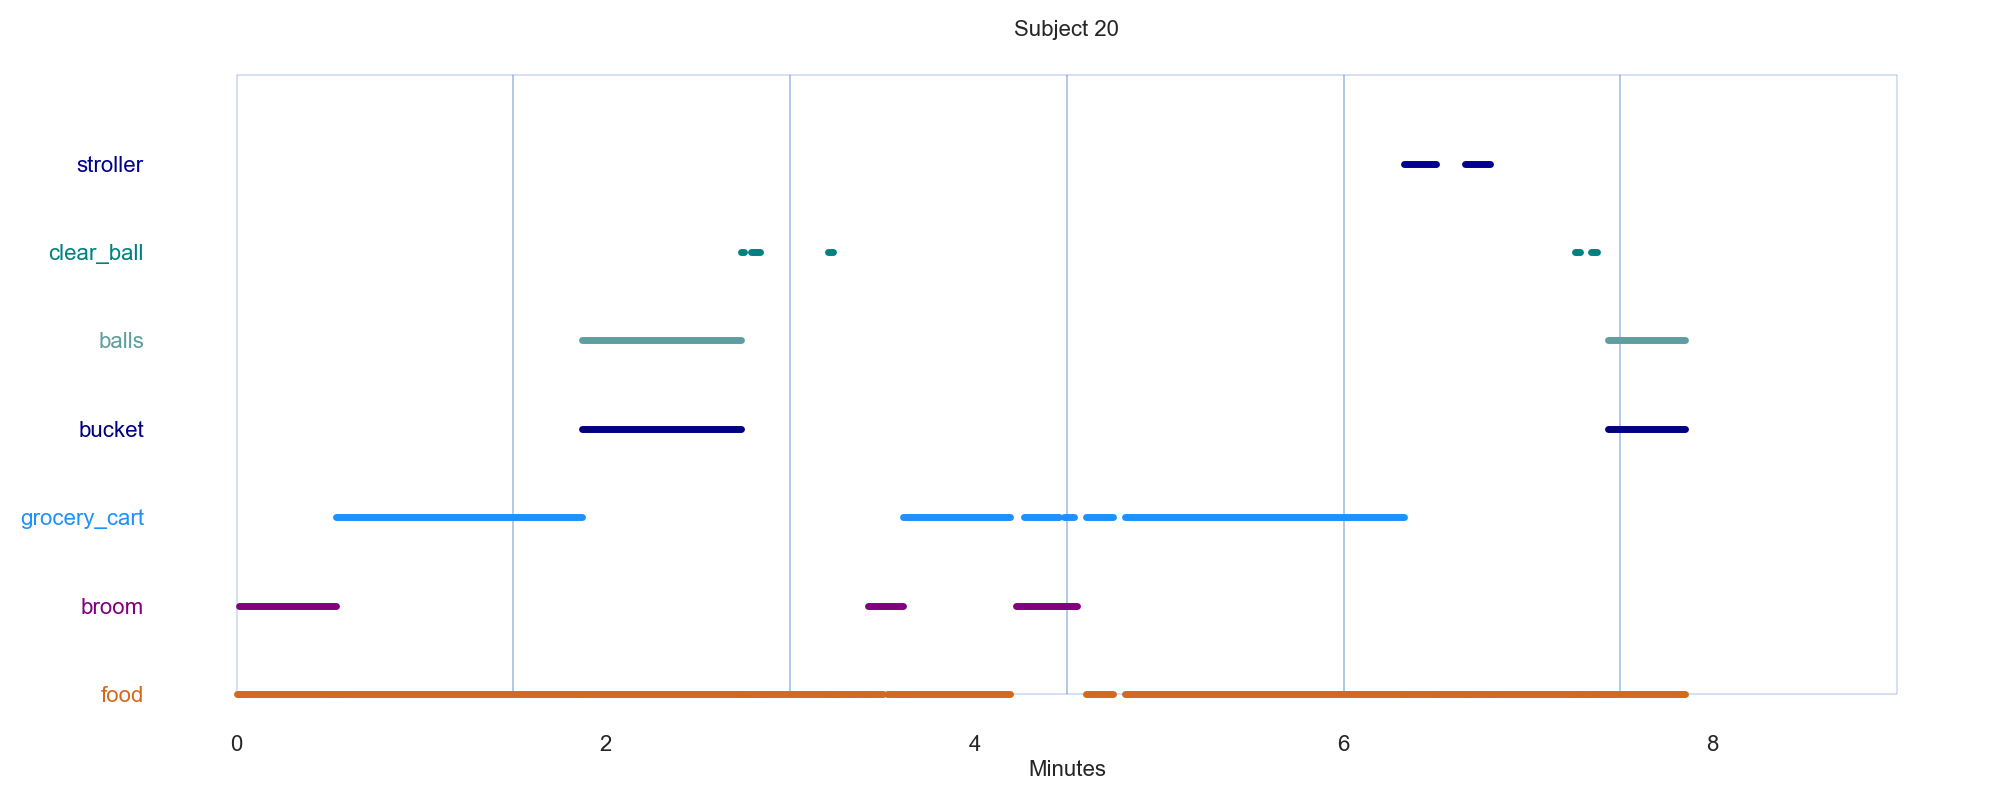 Subject 20
stroller
clear_ball
balls
bucket
grocery_cart
broom
food
0 2 4 6 8
Minutes